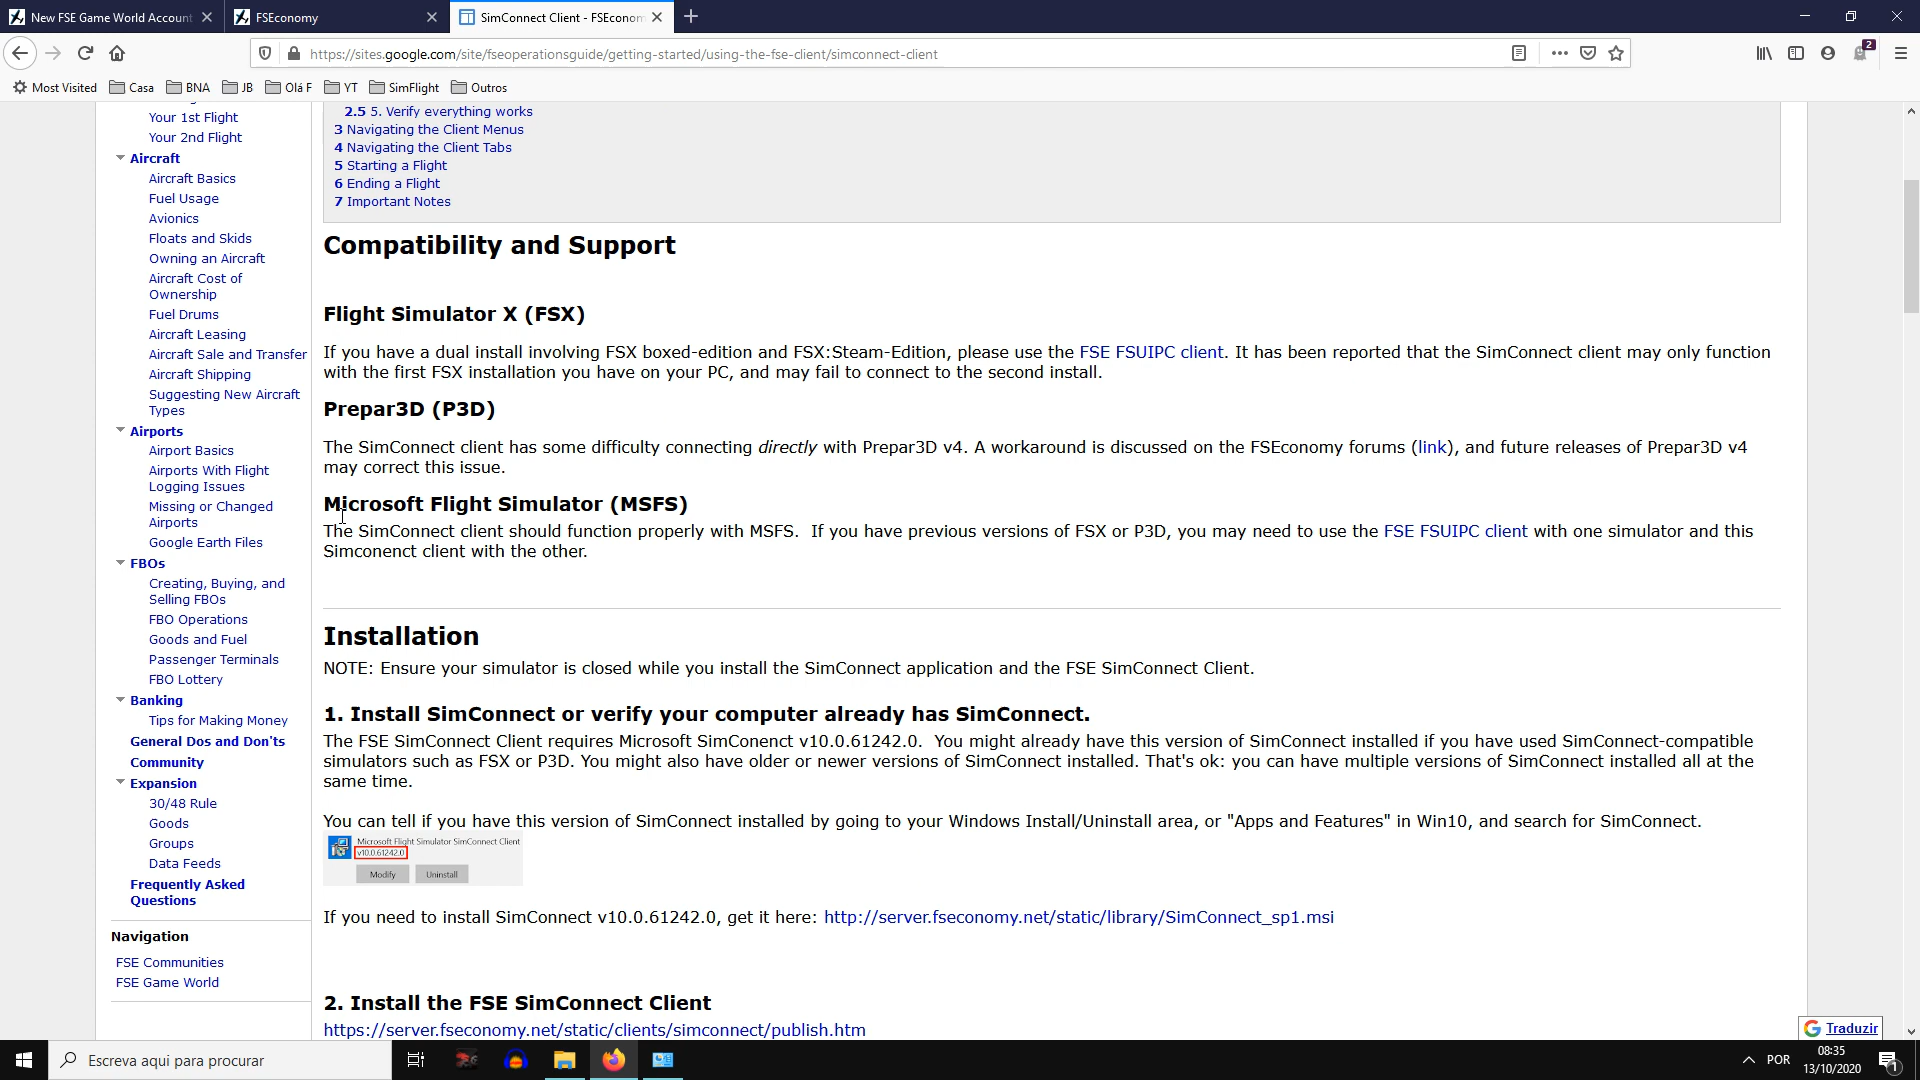 New FSE Game World Account
FSEconomy
SimConnect Client - FSEconom
https://sites.google.com/site/fseoperationsguide/getting-started/using-the-fse-client/simconnect-client
2
Most Visited
Casa
BNA
JB
Olá F
YT
SimFlight
Outros
Your 1st Flight
Your 2nd Flight
Aircraft
Aircraft Basics
Fuel Usage
Avionics
Floats and Skids
Owning an Aircraft
Aircraft Cost of
Ownership
Fuel Drums
Aircraft Leasing
Aircraft Sale and Transfer
Aircraft Shipping
Suggesting New Aircraft
Types
Airports
Airport Basics
Airports With Flight
Logging Issues
Missing or Changed
Airports
Google Earth Files
FBOs
Creating, Buying, and
Selling FBOs
FBO Operations
Goods and Fuel
Passenger Terminals
FBO Lottery
Banking
Tips for Making Money
General Dos and Don'ts
Community
Expansion
30/48 Rule
Goods
Groups
Data Feeds
Frequently Asked
Questions
Navigation
FSE Communities
FSE Game World
2.5 5. Verify everything works
3 Navigating the Client Menus
4 Navigating the Client Tabs
5 Starting a Flight
6 Ending a Flight
7 Important Notes
Compatibility and Support
Flight Simulator X (FSX)
If you have a dual install involving FSX boxed-edition and FSX:Steam-Edition, please use the FSE FSUIPC client. It has been reported that the SimConnect client may only function
with the first FSX installation you have on your PC, and may fail to connect to the second install.
Prepar3D (P3D)
The SimConnect client has some difficulty connecting directly with Prepar3D v4. A workaround is discussed on the FSEconomy forums (link), and future releases of Prepar3D v4
may correct this issue.
Microsoft Flight Simulator (MSFS)
The SimConnect client should function properly with MSFS. If you have previous versions of FSX or P3D, you may need to use the FSE FSUIPC client with one simulator and this
Simconenct client with the other.
Installation
NOTE: Ensure your simulator is closed while you install the SimConnect application and the FSE SimConnect Client.
1. Install SimConnect or verify your computer already has SimConnect.
The FSE SimConnect Client requires Microsoft SimConenct v10.0.61242.0. You might already have this version of SimConnect installed if you have used SimConnect-compatible
simulators such as FSX or P3D. You might also have older or newer versions of SimConnect installed. That's ok: you can have multiple versions of SimConnect installed all at the
same time.
You can tell if you have this version of SimConnect installed by going to your Windows Install/Uninstall area, or "Apps and Features" in Win10, and search for SimConnect.
Microsoft Flight Simulator SimConnect Client
v10.0.61242.0
Modify
Uninstall
If you need to install SimConnect v10.0.61242.0, get it here: http://server.fseconomy.net/static/library/SimConnect_sp1.msi
2. Install the FSE SimConnect Client
https://server.fseconomy.net/static/clients/simconnect/publish.htm
Traduzir
Escreva aqui para procurar
POR
08:35
13/10/2020
1